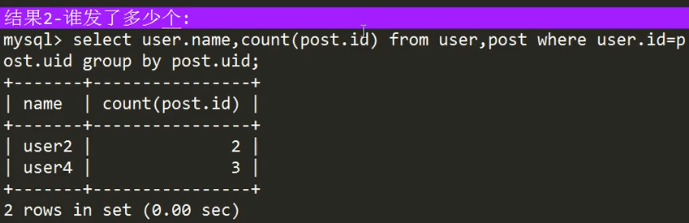 结果2-谁发了多少个:
mysql> select user.name,count(post.id) from user,post where user.id=p
ost.uid group by post.uid;
+-------+----------------+
| name  | count(post.id) |
+-------+----------------+
| user2 |              2 |
| user4 |              3 |
+-------+----------------+
2 rows in set (0.00 sec)